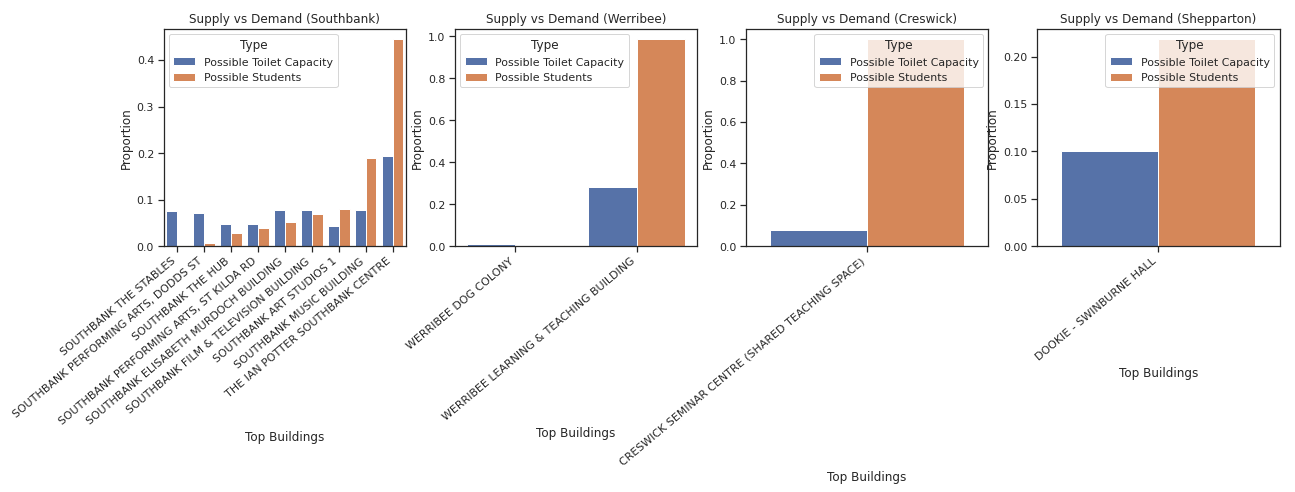 Supply vs Demand (Southbank)
Type
Possible Toilet Capacity
Possible Students
Proportion
0.4
0.3
0.2
0.1
0.0
SOUTHBANK THE STABLES
SOUTHBANK PERFORMING ARTS, DODDS ST
SOUTHBANK THE HUB
SOUTHBANK PERFORMING ARTS, ST KILDA RD
SOUTHBANK ELISABETH MURDOCH BUILDING
SOUTHBANK FILM & TELEVISION BUILDING
SOUTHBANK ART STUDIOS 1
SOUTHBANK MUSIC BUILDING
THE IAN POTTER SOUTHBANK CENTRE
Top Buildings
Supply vs Demand (Werribee)
Type
Possible Toilet Capacity
Possible Students
Proportion
1.0
0.8
0.6
0.4
0.2
0.0
WERRIBEE DOG COLONY
WERRIBEE LEARNING & TEACHING BUILDING
Top Buildings
Supply vs Demand (Creswick)
Type
Possible Toilet Capacity
Possible Students
Proportion
1.0
0.8
0.6
0.4
0.2
0.0
CRESWICK SEMINAR CENTRE (SHARED TEACHING SPACE)
Top Buildings
Supply vs Demand (Shepparton)
Type
Possible Toilet Capacity
Possible Students
Proportion
0.20
0.15
0.10
0.05
0.00
DOOKIE - SWINBURNE HALL
Top Buildings